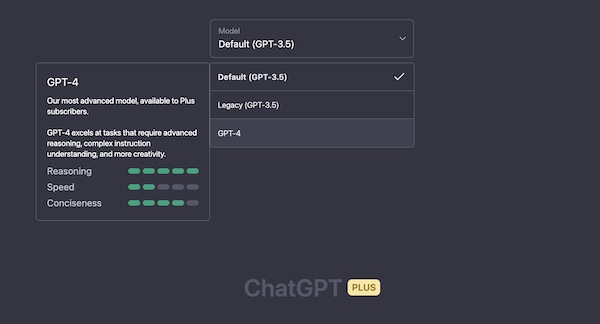 Model
Default (GPT-3.5)
GPT-4
Our most advanced model, available to Plus
subscribers.
GPT-4 excels at tasks that require advanced
reasoning, complex instruction
understanding, and more creativity.
Reasoning
Speed
Conciseness
Default (GPT-3.5)
Legacy (GPT-3.5)
GPT-4
ChatGPT PLUS